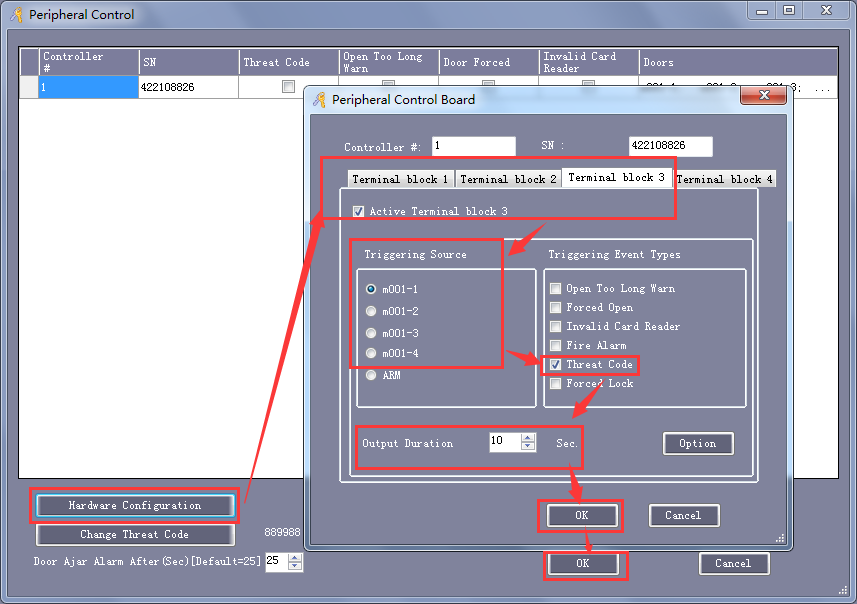 Peripheral Control
Controller # SN Threat Code Open Too Long Warn Door Forced Invalid Card Reader Doors
1 422108826
...
Peripheral Control Board
Controller #: 1 SN : 422108826
Terminal block 1 Terminal block 2 Terminal block 3 Terminal block 4
Active Terminal block 3
Triggering Source
m001-1
m001-2
m001-3
m001-4
ARM
Triggering Event Types
Open Too Long Warn
Forced Open
Invalid Card Reader
Fire Alarm
Threat Code
Forced Lock
Output Duration 10 Sec.
Option
OK Cancel
Hardware Configuration
Change Threat Code 889988
Door Ajar Alarm After(Sec)[Default=25] 25
OK Cancel